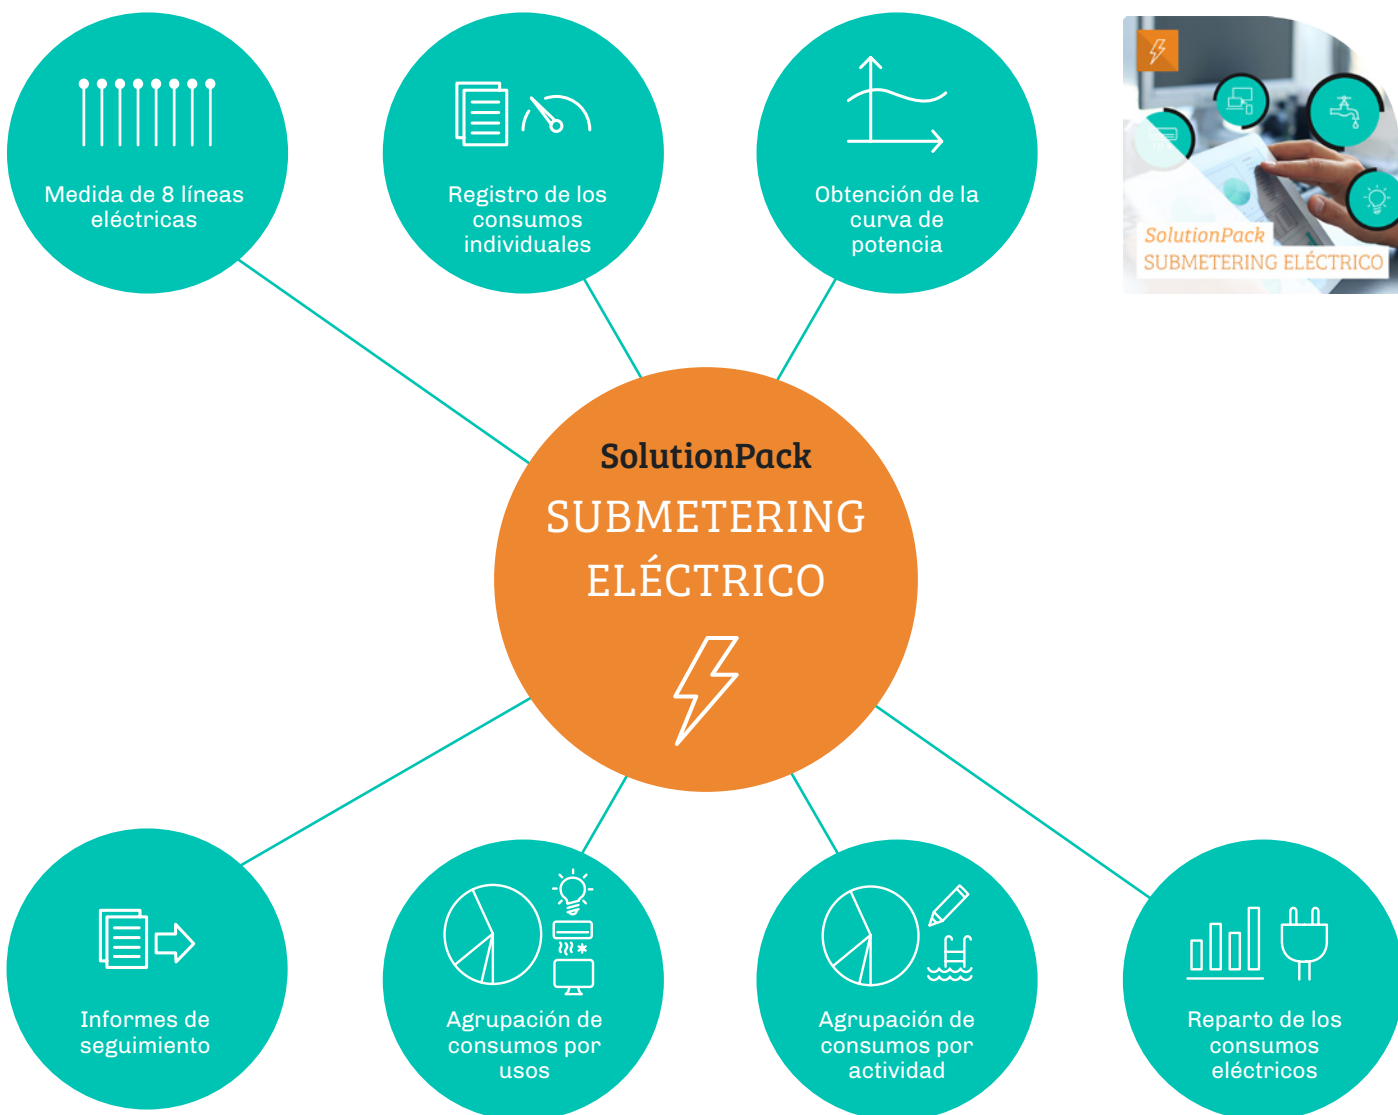 Medida de 8 líneas
eléctricas
Registro de los
consumos
individuales
Obtención de la
curva de
potencia
SolutionPack
SUBMETERING ELÉCTRICO
SolutionPack
SUBMETERING
ELÉCTRICO
Informes de
seguimiento
Agrupación de
consumos por
usos
Agrupación de
consumos por
actividad
Reparto de los
consumos
eléctricos